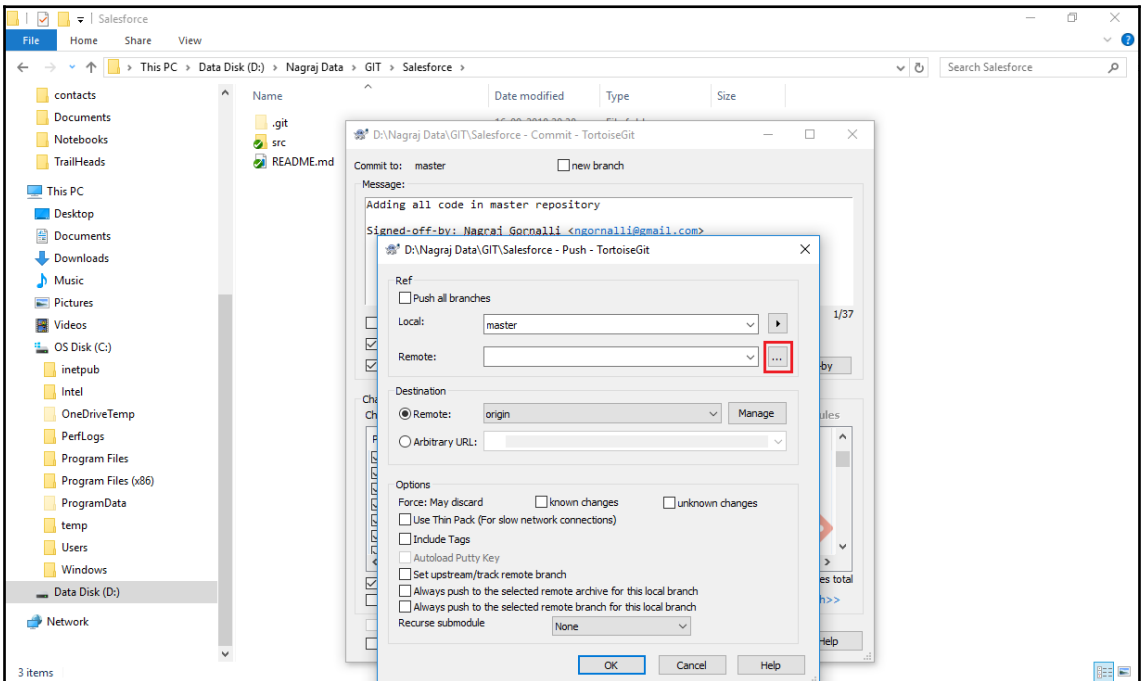 Salesforce
File Home Share View
This PC > Data Disk (D:) > Nagraj Data > GIT > Salesforce >
Search Salesforce
contacts
Documents
Notebooks
TrailHeads
This PC
Desktop
Documents
Downloads
Music
Pictures
Videos
OS Disk (C:)
inetpub
Intel
OneDriveTemp
PerfLogs
Program Files
Program Files (x86)
ProgramData
temp
Users
Windows
Data Disk (D:)
Network
3 items
Name Date modified Type Size
.git
src
README.md
D:\Nagraj Data\GIT\Salesforce - Commit - TortoiseGit
Commit to: master new branch
Message:
Adding all code in master repository
Signed-off-by: Nagraj Gornalli <ngornalli@gmail.com>
1/37
es total
Help
D:\Nagraj Data\GIT\Salesforce - Push - TortoiseGit
Ref
Push all branches
Local: master
Remote: ...
Destination
Remote: origin Manage
Arbitrary URL:
Options
Force: May discard known changes unknown changes
Use Thin Pack (For slow network connections)
Include Tags
Autoload Putty Key
Set upstream/track remote branch
Always push to the selected remote archive for this local branch
Always push to the selected remote branch for this local branch
Recurse submodule None
OK Cancel Help